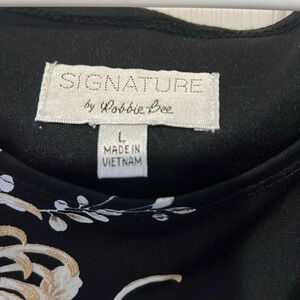 SIGNATURE
by Robbie Bee
L
MADE IN
VIETNAM